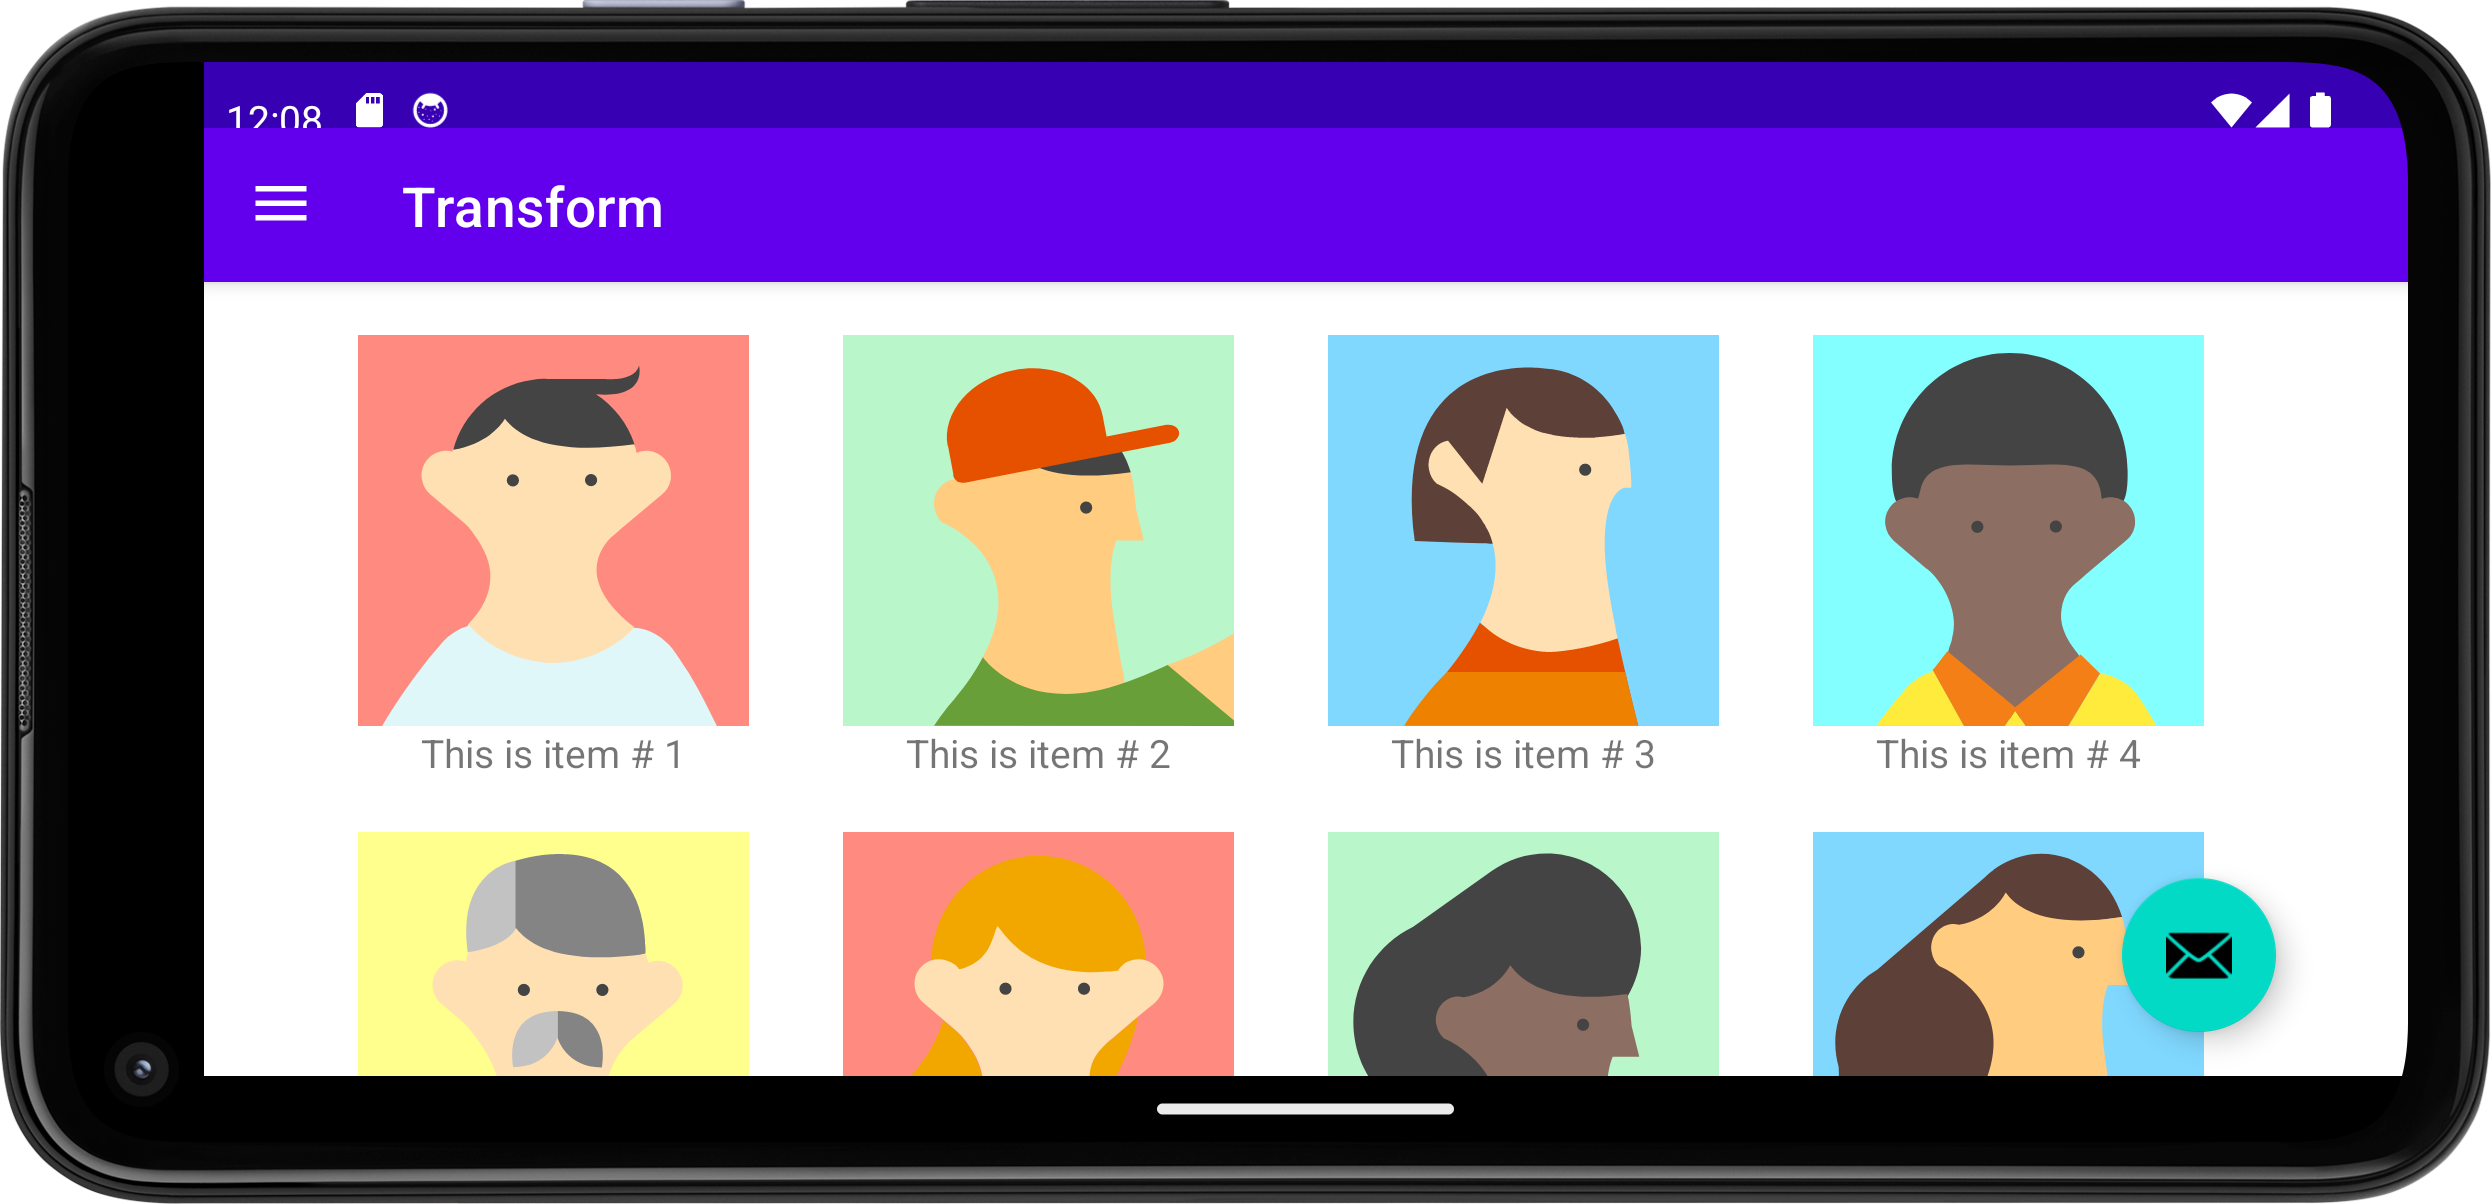 12:08
Transform
This is item # 1
This is item # 2
This is item # 3
This is item # 4